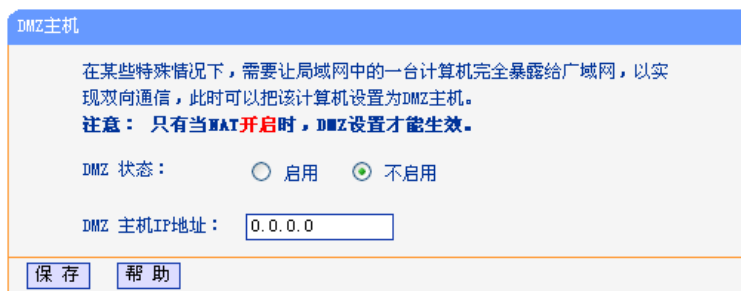 DMZ主机
在某些特殊情况下，需要让局域网中的一台计算机完全暴露给广域网，以实
现双向通信，此时可以把该计算机设置为DMZ主机。
注意： 只有当NAT开启时，DMZ设置才能生效。
DMZ 状态： 启用 不启用
DMZ 主机IP地址： 0.0.0.0
保 存 帮 助